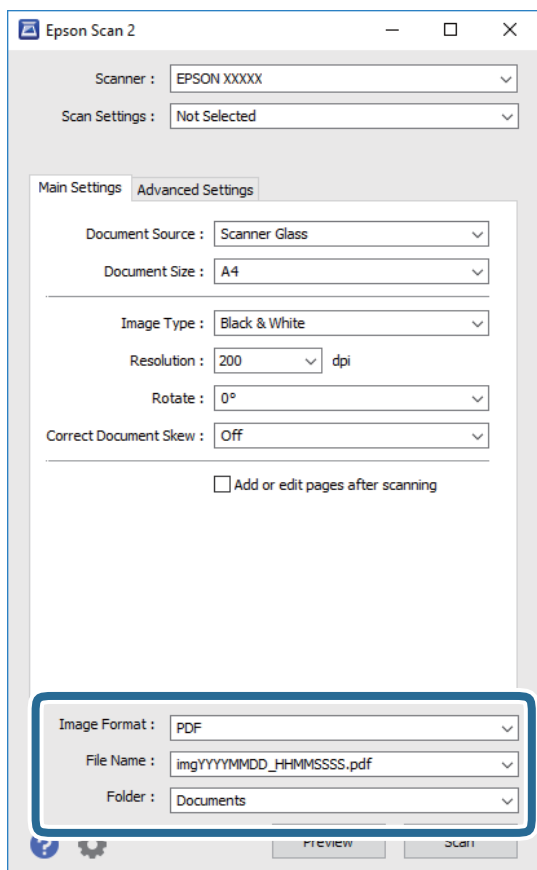 Epson Scan 2
Scanner : EPSON XXXXX
Scan Settings : Not Selected
Main Settings Advanced Settings
Document Source : Scanner Glass
Document Size : A4
Image Type : Black & White
Resolution : 200 dpi
Rotate : 0°
Correct Document Skew : Off
Add or edit pages after scanning
Image Format : PDF
File Name : imgYYYYMMDD_HHMMSSSS.pdf
Folder : Documents
? Preview Scan